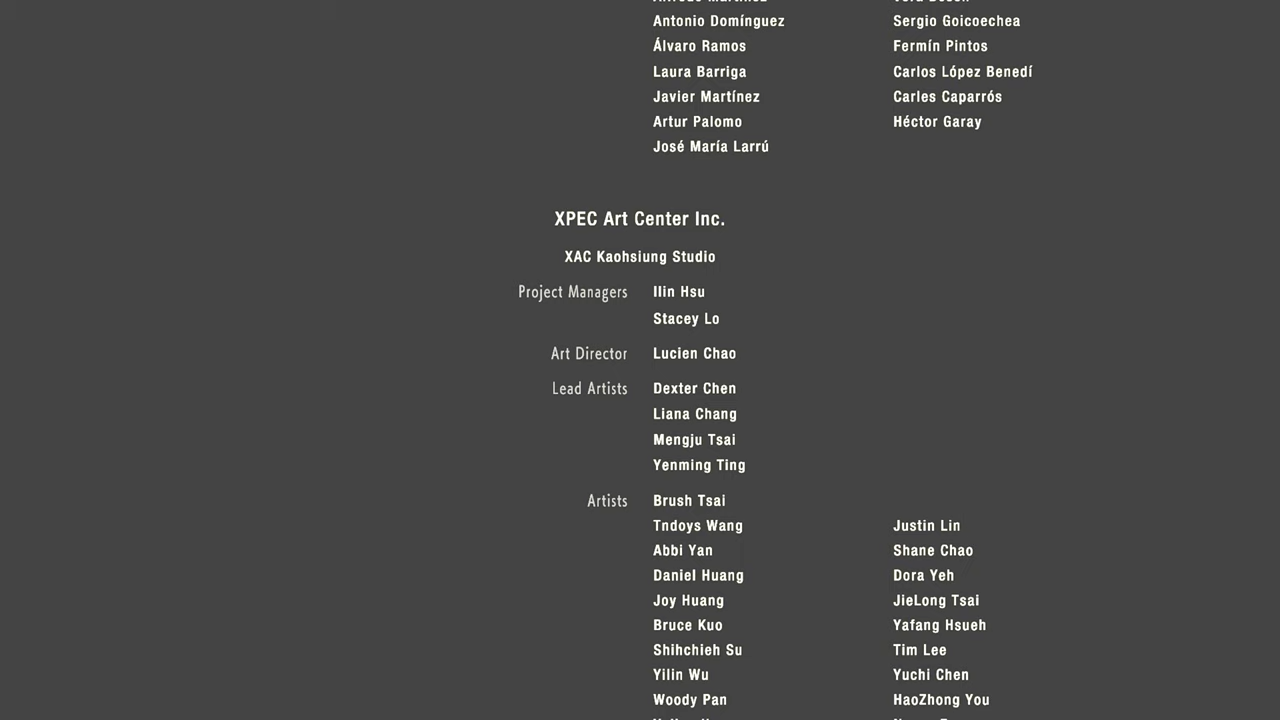 Antonio Domínguez Sergio Goicoechea
Álvaro Ramos Fermín Pintos
Laura Barriga Carlos López Benedí
Javier Martínez Carles Caparrós
Artur Palomo Héctor Garay
José María Larrú
XPEC Art Center Inc.
XAC Kaohsiung Studio
Project Managers Ilin Hsu
Stacey Lo
Art Director Lucien Chao
Lead Artists Dexter Chen
Liana Chang
Mengju Tsai
Yenming Ting
Artists Brush Tsai
Tndoys Wang Justin Lin
Abbi Yan Shane Chao
Daniel Huang Dora Yeh
Joy Huang JieLong Tsai
Bruce Kuo Yafang Hsueh
Shihchieh Su Tim Lee
Yilin Wu Yuchi Chen
Woody Pan HaoZhong You